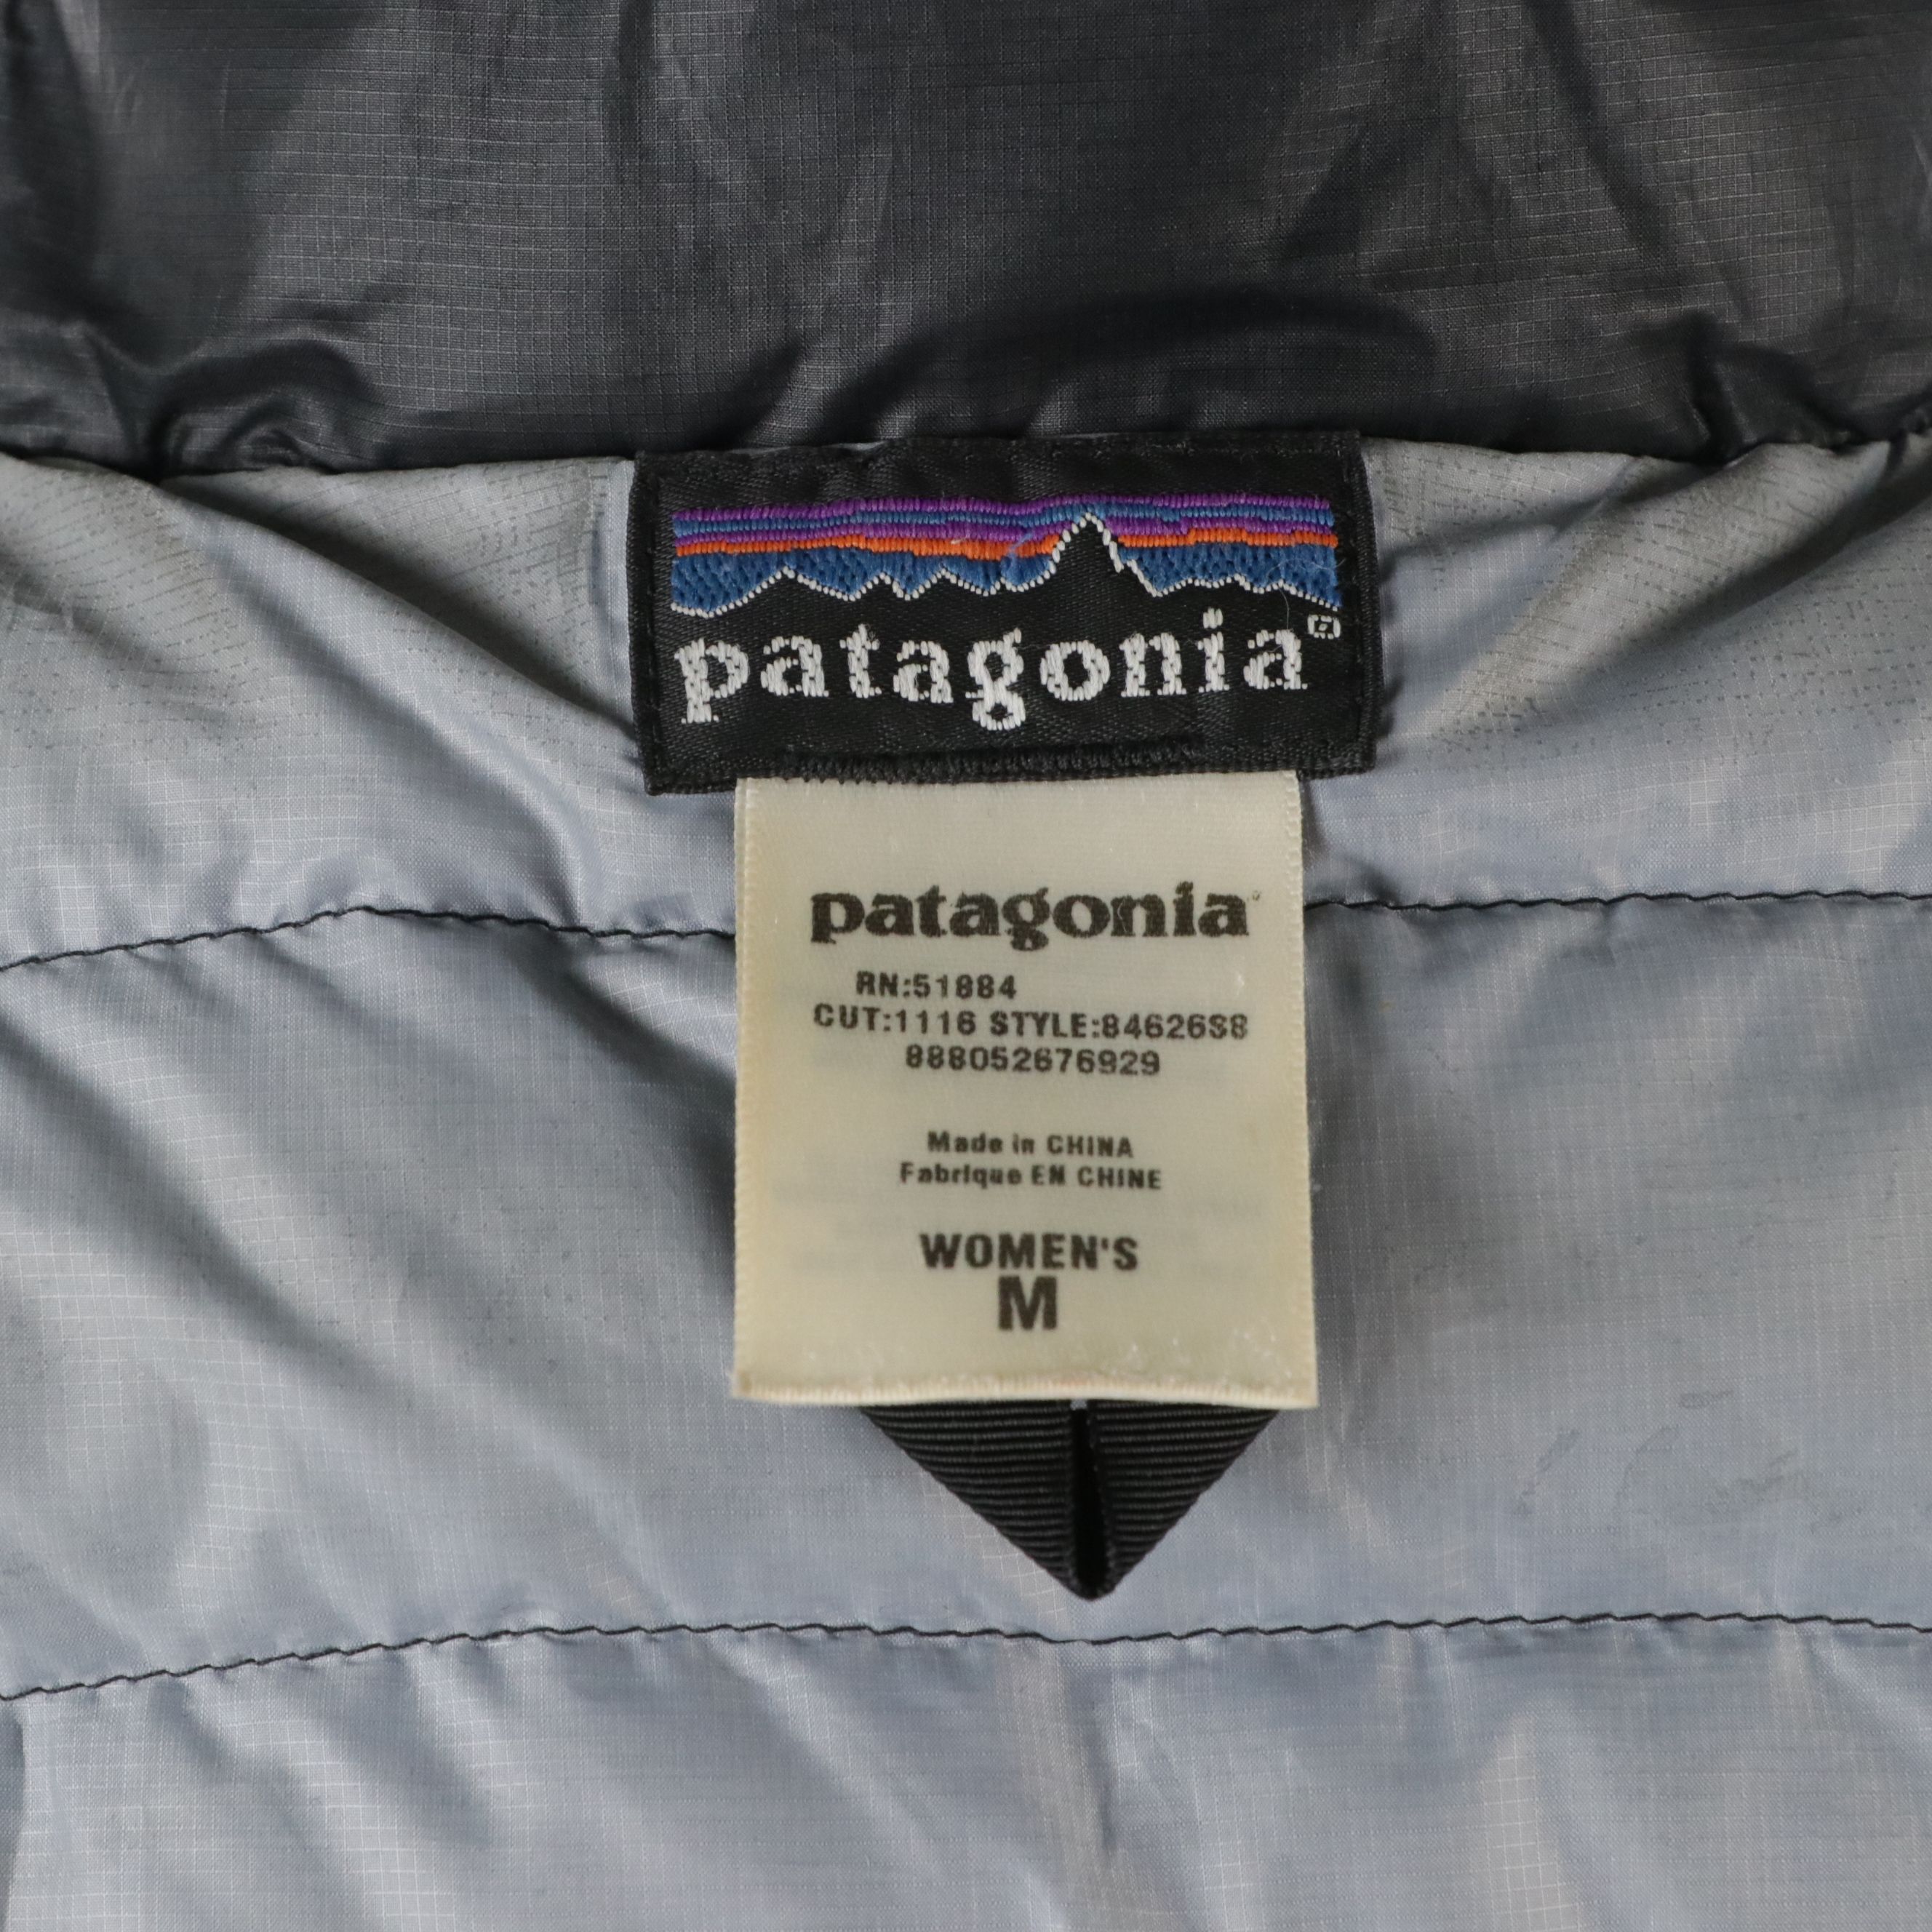 patagonia
patagonia
RN:51884
CUT:1116 STYLE:84626S8
888052676929
Made in CHINA
Fabrique EN CHINE
WOMEN'S
M